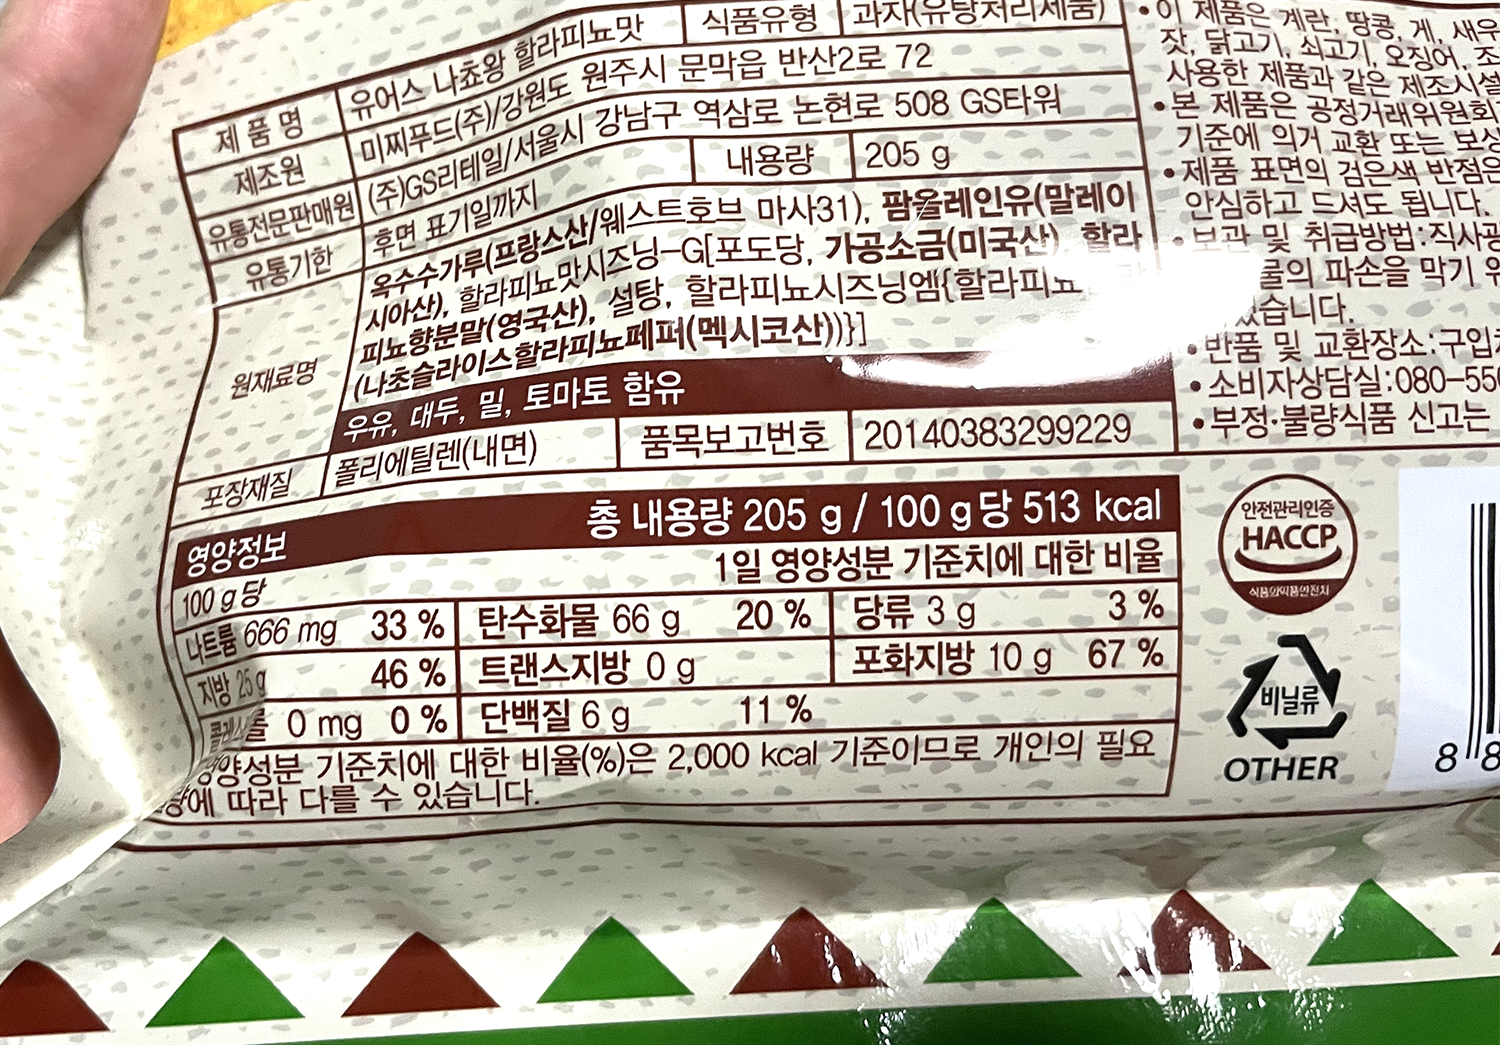 제품명 유어스 나쵸왕 할라피뇨맛 식품유형 과자(유탕처리제품)
제조원 미찌푸드(주)/강원도 원주시 문막읍 반산2로 72
유통전문판매원 (주)GS리테일/서울시 강남구 역삼로 논현로 508 GS타워
유통기한 후면 표기일까지 내용량 205 g
원재료명 옥수수가루(프랑스산/웨스트호브 마사31), 팜올레인유(말레이
시아산), 할라피뇨맛시즈닝-G[포도당, 가공소금(미국산), 할라
피뇨향분말(영국산), 설탕, 할라피뇨시즈닝엠{할라피뇨
(나초슬라이스할라피뇨페퍼(멕시코산))}]
우유, 대두, 밀, 토마토 함유
포장재질 폴리에틸렌(내면) 품목보고번호 20140383299229
영양정보 총 내용량 205 g / 100 g당 513 kcal
100 g당 1일 영양성분 기준치에 대한 비율
나트륨 666 mg 33 % 탄수화물 66 g 20 % 당류 3 g 3 %
지방 25 g 46 % 트랜스지방 0 g 포화지방 10 g 67 %
콜레스테롤 0 mg 0 % 단백질 6 g 11 %
영양성분 기준치에 대한 비율(%)은 2,000 kcal 기준이므로 개인의 필요
량에 따라 다를 수 있습니다.
•이 제품은 계란, 땅콩, 게, 새우
잣, 닭고기, 쇠고기, 오징어, 조
사용한 제품과 같은 제조시설
•본 제품은 공정거래위원회
기준에 의거 교환 또는 보상
•제품 표면의 검은색 반점은
안심하고 드셔도 됩니다.
•보관 및 취급방법:직사광
물의 파손을 막기 위
있습니다.
•반품 및 교환장소:구입처
•소비자상담실:080-550
•부정·불량식품 신고는
안전관리인증
HACCP
식품의약품안전처
비닐류
OTHER
8 8